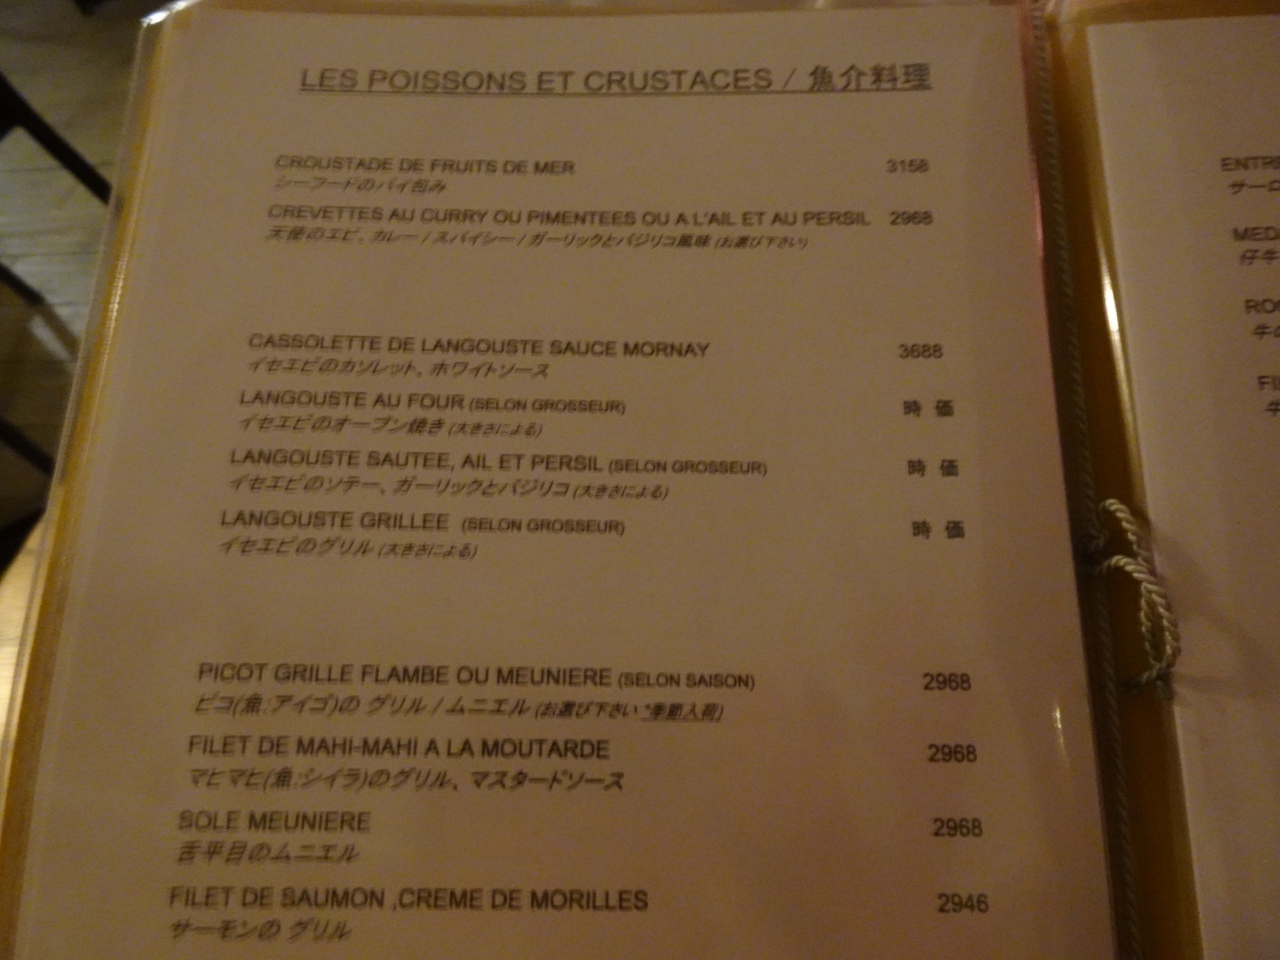 LES POISSONS ET CRUSTACES / 魚介料理
CROUSTADE DE FRUITS DE MER 3158
シーフードのパイ包み
CREVETTES AU CURRY OU PIMENTEES OU A L'AIL ET AU PERSIL 2968
天使のエビ、カレー / スパイシー / ガーリックとバジリコ風味 (お選び下さい)
CASSOLETTE DE LANGOUSTE SAUCE MORNAY 3688
イセエビのカソレット、ホワイトソース
LANGOUSTE AU FOUR (SELON GROSSEUR) 時 価
イセエビのオーブン焼き (大きさによる)
LANGOUSTE SAUTEE, AIL ET PERSIL (SELON GROSSEUR) 時 価
イセエビのソテー、ガーリックとバジリコ (大きさによる)
LANGOUSTE GRILLEE (SELON GROSSEUR) 時 価
イセエビのグリル (大きさによる)
PICOT GRILLE FLAMBE OU MEUNIERE (SELON SAISON) 2968
ピコ(魚:アイゴ)の グリル / ムニエル (お選び下さい *季節入荷)
FILET DE MAHI-MAHI A LA MOUTARDE 2968
マヒマヒ(魚:シイラ)のグリル、マスタードソース
SOLE MEUNIERE 2968
舌平目のムニエル
FILET DE SAUMON ,CREME DE MORILLES 2946
サーモンの グリル
ENTRE
サーロ
MED
仔牛
RO
牛
FI
牛